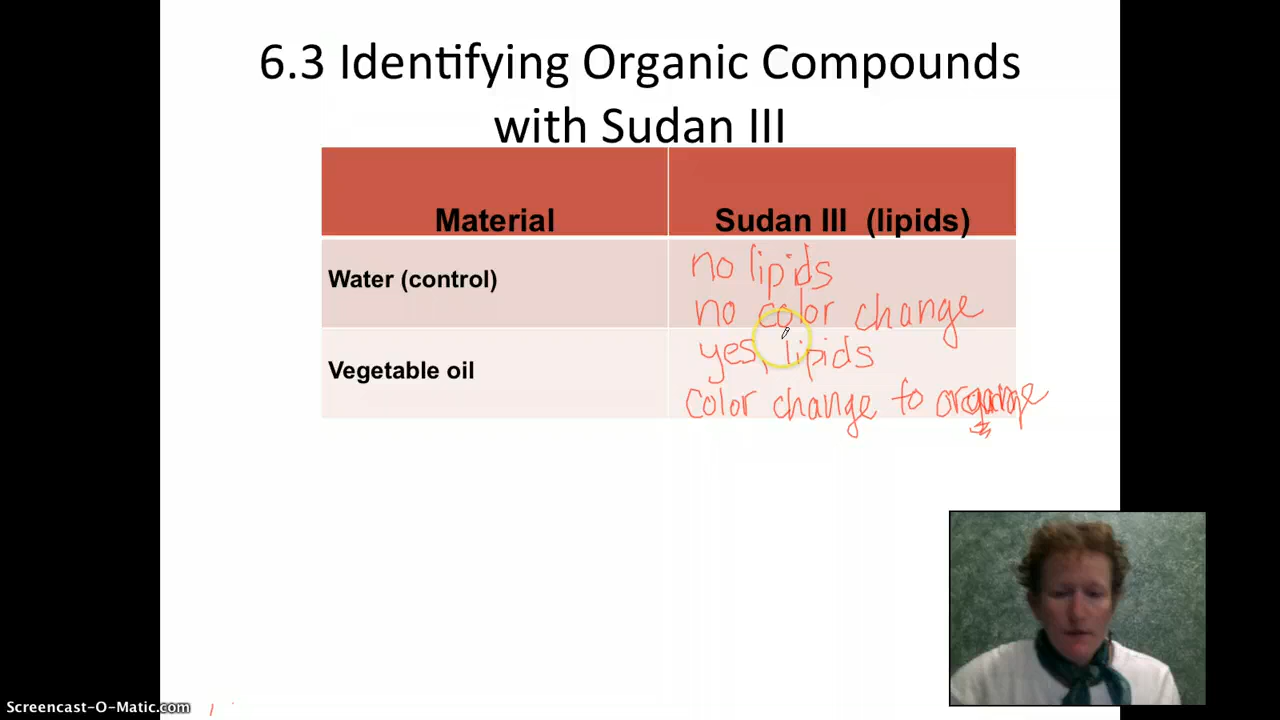 6.3 Identifying Organic Compounds
with Sudan III
Material
Sudan III (lipids)
Water (control)
no lipids
no color change
Vegetable oil
yes, lipids
color change to orange
Screencast-O-Matic.com